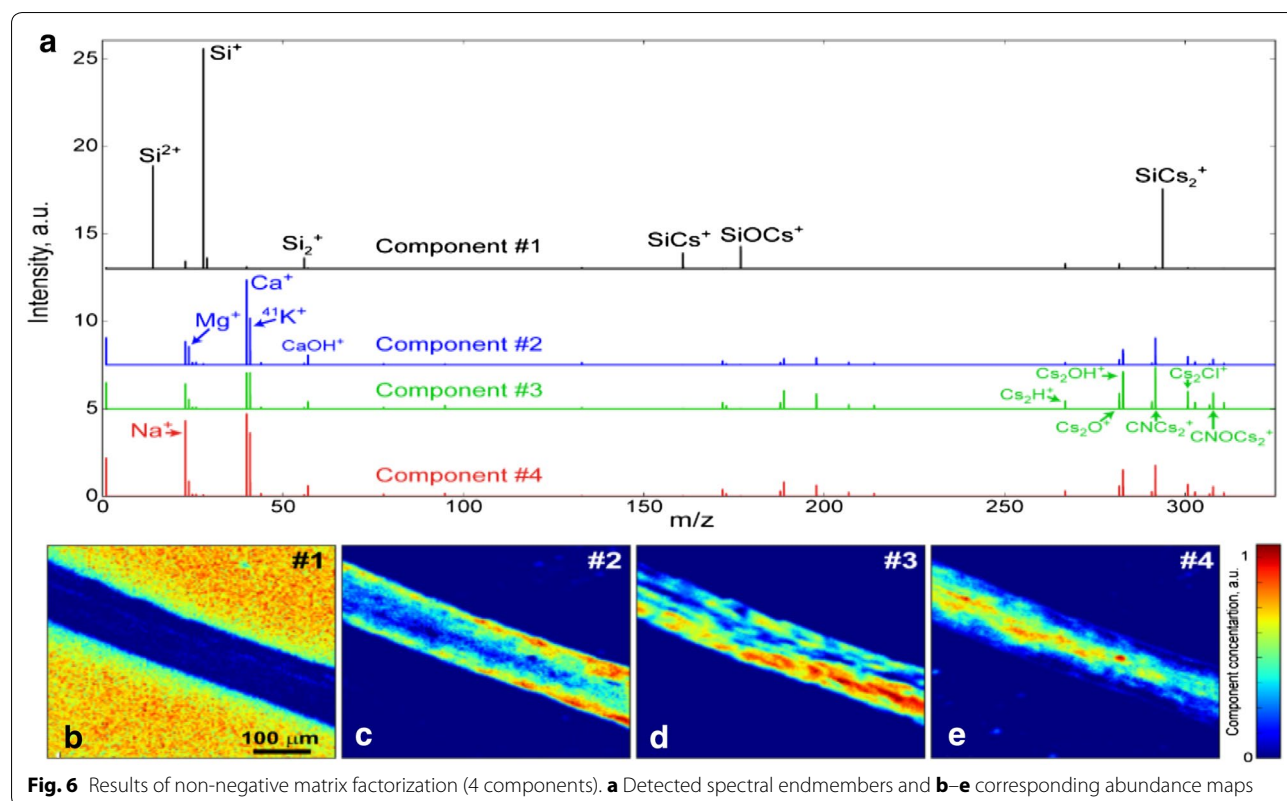 a
25
20
15
10
5
0
Intensity, a.u.
Si²⁺
Si⁺
Si₂⁺
Component #1
SiCs⁺
SiOCs⁺
SiCs₂⁺
Mg⁺
Ca⁺
⁴¹K⁺
CaOH⁺
Component #2
Component #3
Cs₂OH⁺
Cs₂Cl⁺
Cs₂H⁺
Cs₂O⁺
CNCs₂⁺
CNOCs₂⁺
Na⁺
Component #4
0 50 100 150 200 250 300
m/z
#1
b
100 μm
#2
c
#3
d
#4
e
1
0
Component concentartion, a.u.
Fig. 6 Results of non-negative matrix factorization (4 components). a Detected spectral endmembers and b–e corresponding abundance maps